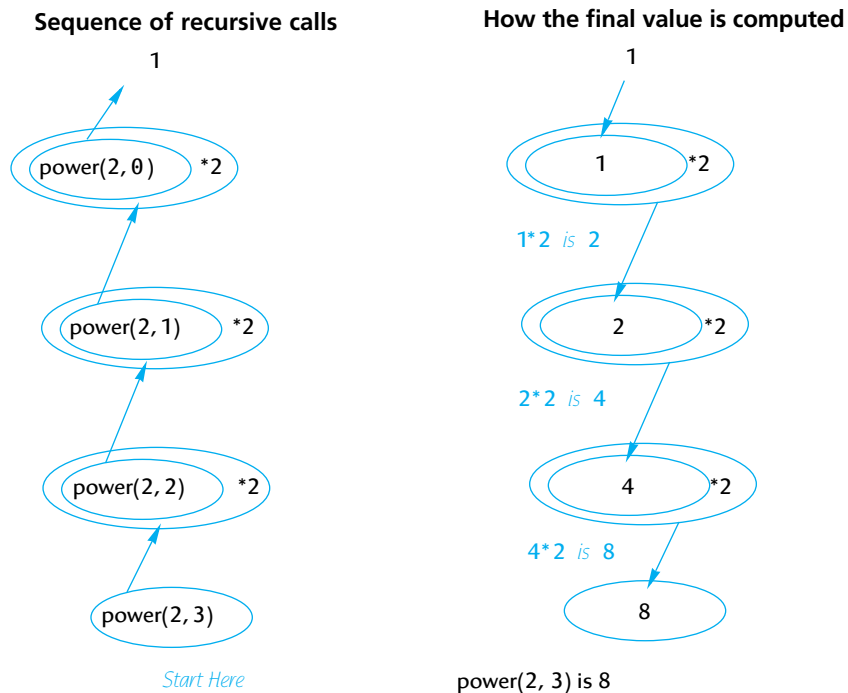 Sequence of recursive calls
1
power(2, 0) *2
power(2, 1) *2
power(2, 2) *2
power(2, 3)
Start Here
How the final value is computed
1
1 *2
1*2 is 2
2 *2
2*2 is 4
4 *2
4*2 is 8
8
power(2, 3) is 8